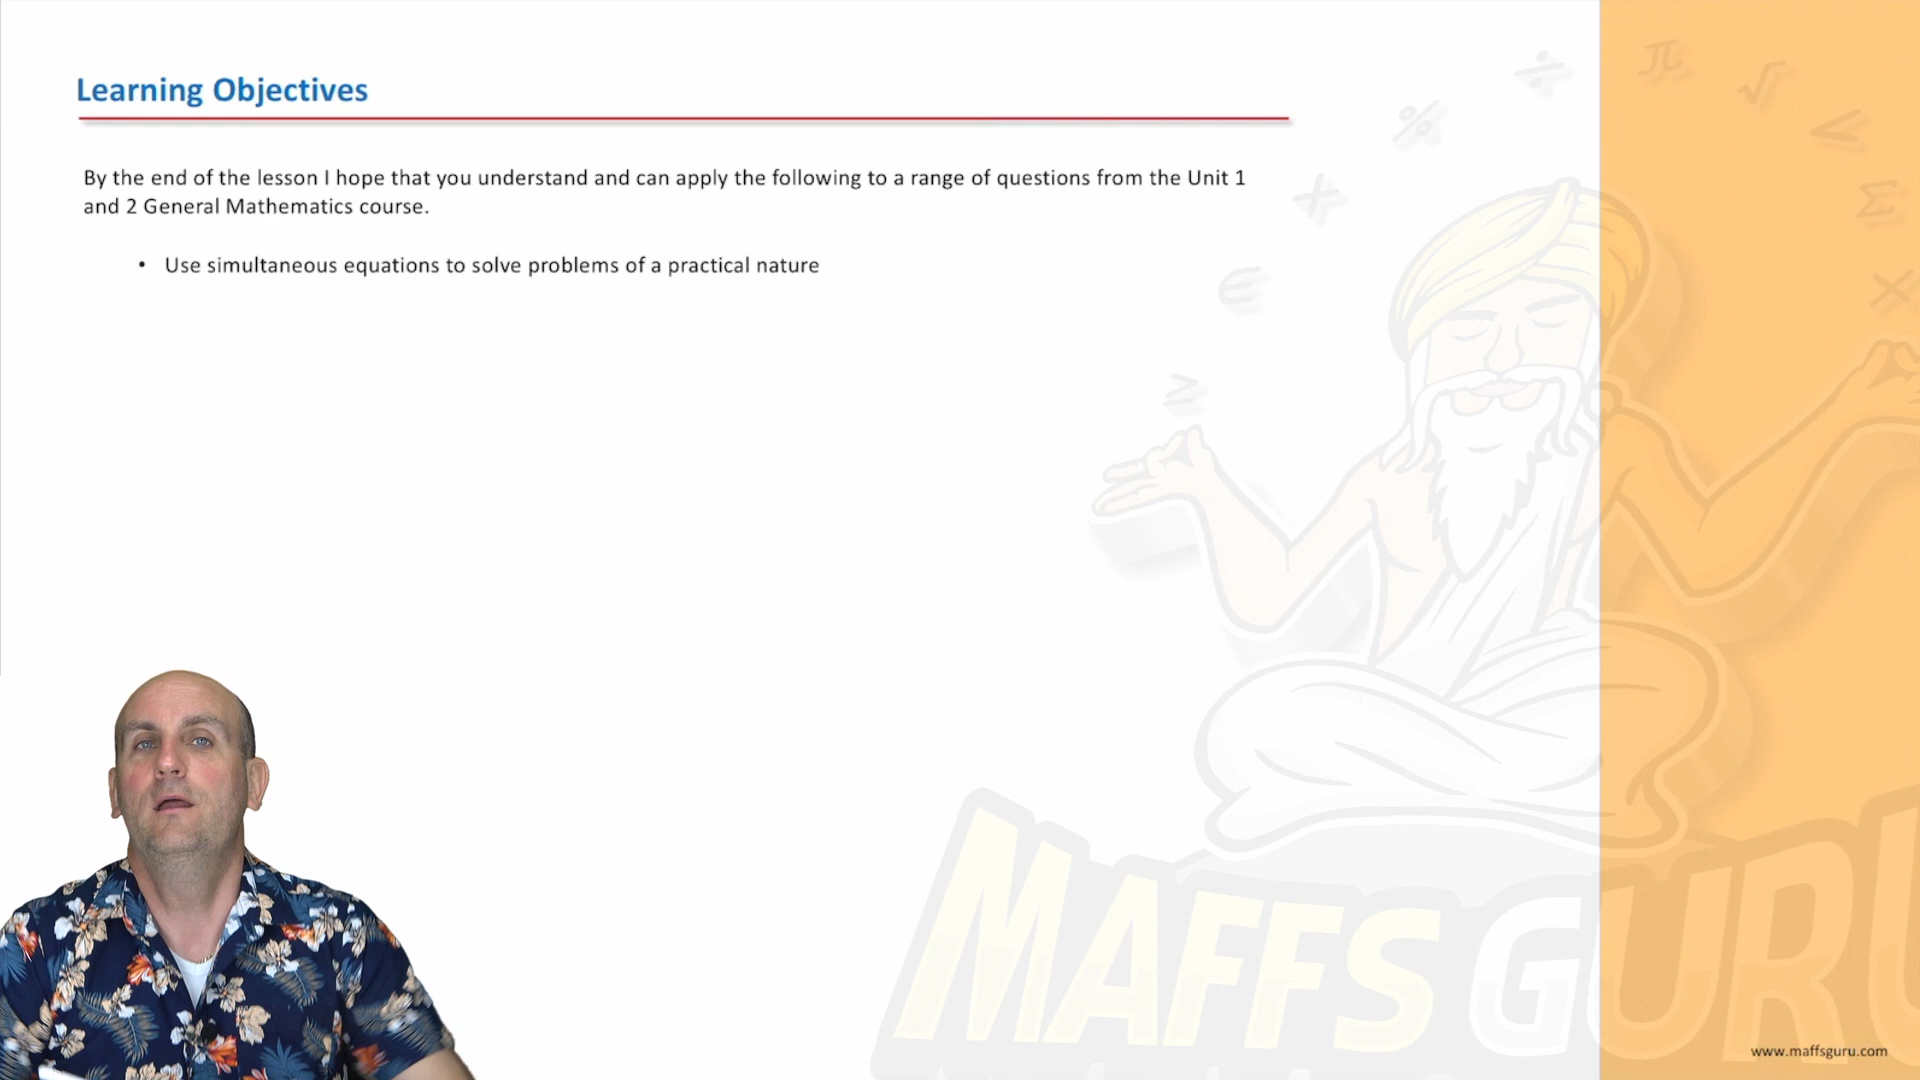 Learning Objectives
By the end of the lesson I hope that you understand and can apply the following to a range of questions from the Unit 1
and 2 General Mathematics course.
• Use simultaneous equations to solve problems of a practical nature
÷ π √ ≤
%
+ Σ
∈ ×
≥
MAFFS GURU
www.maffsguru.com